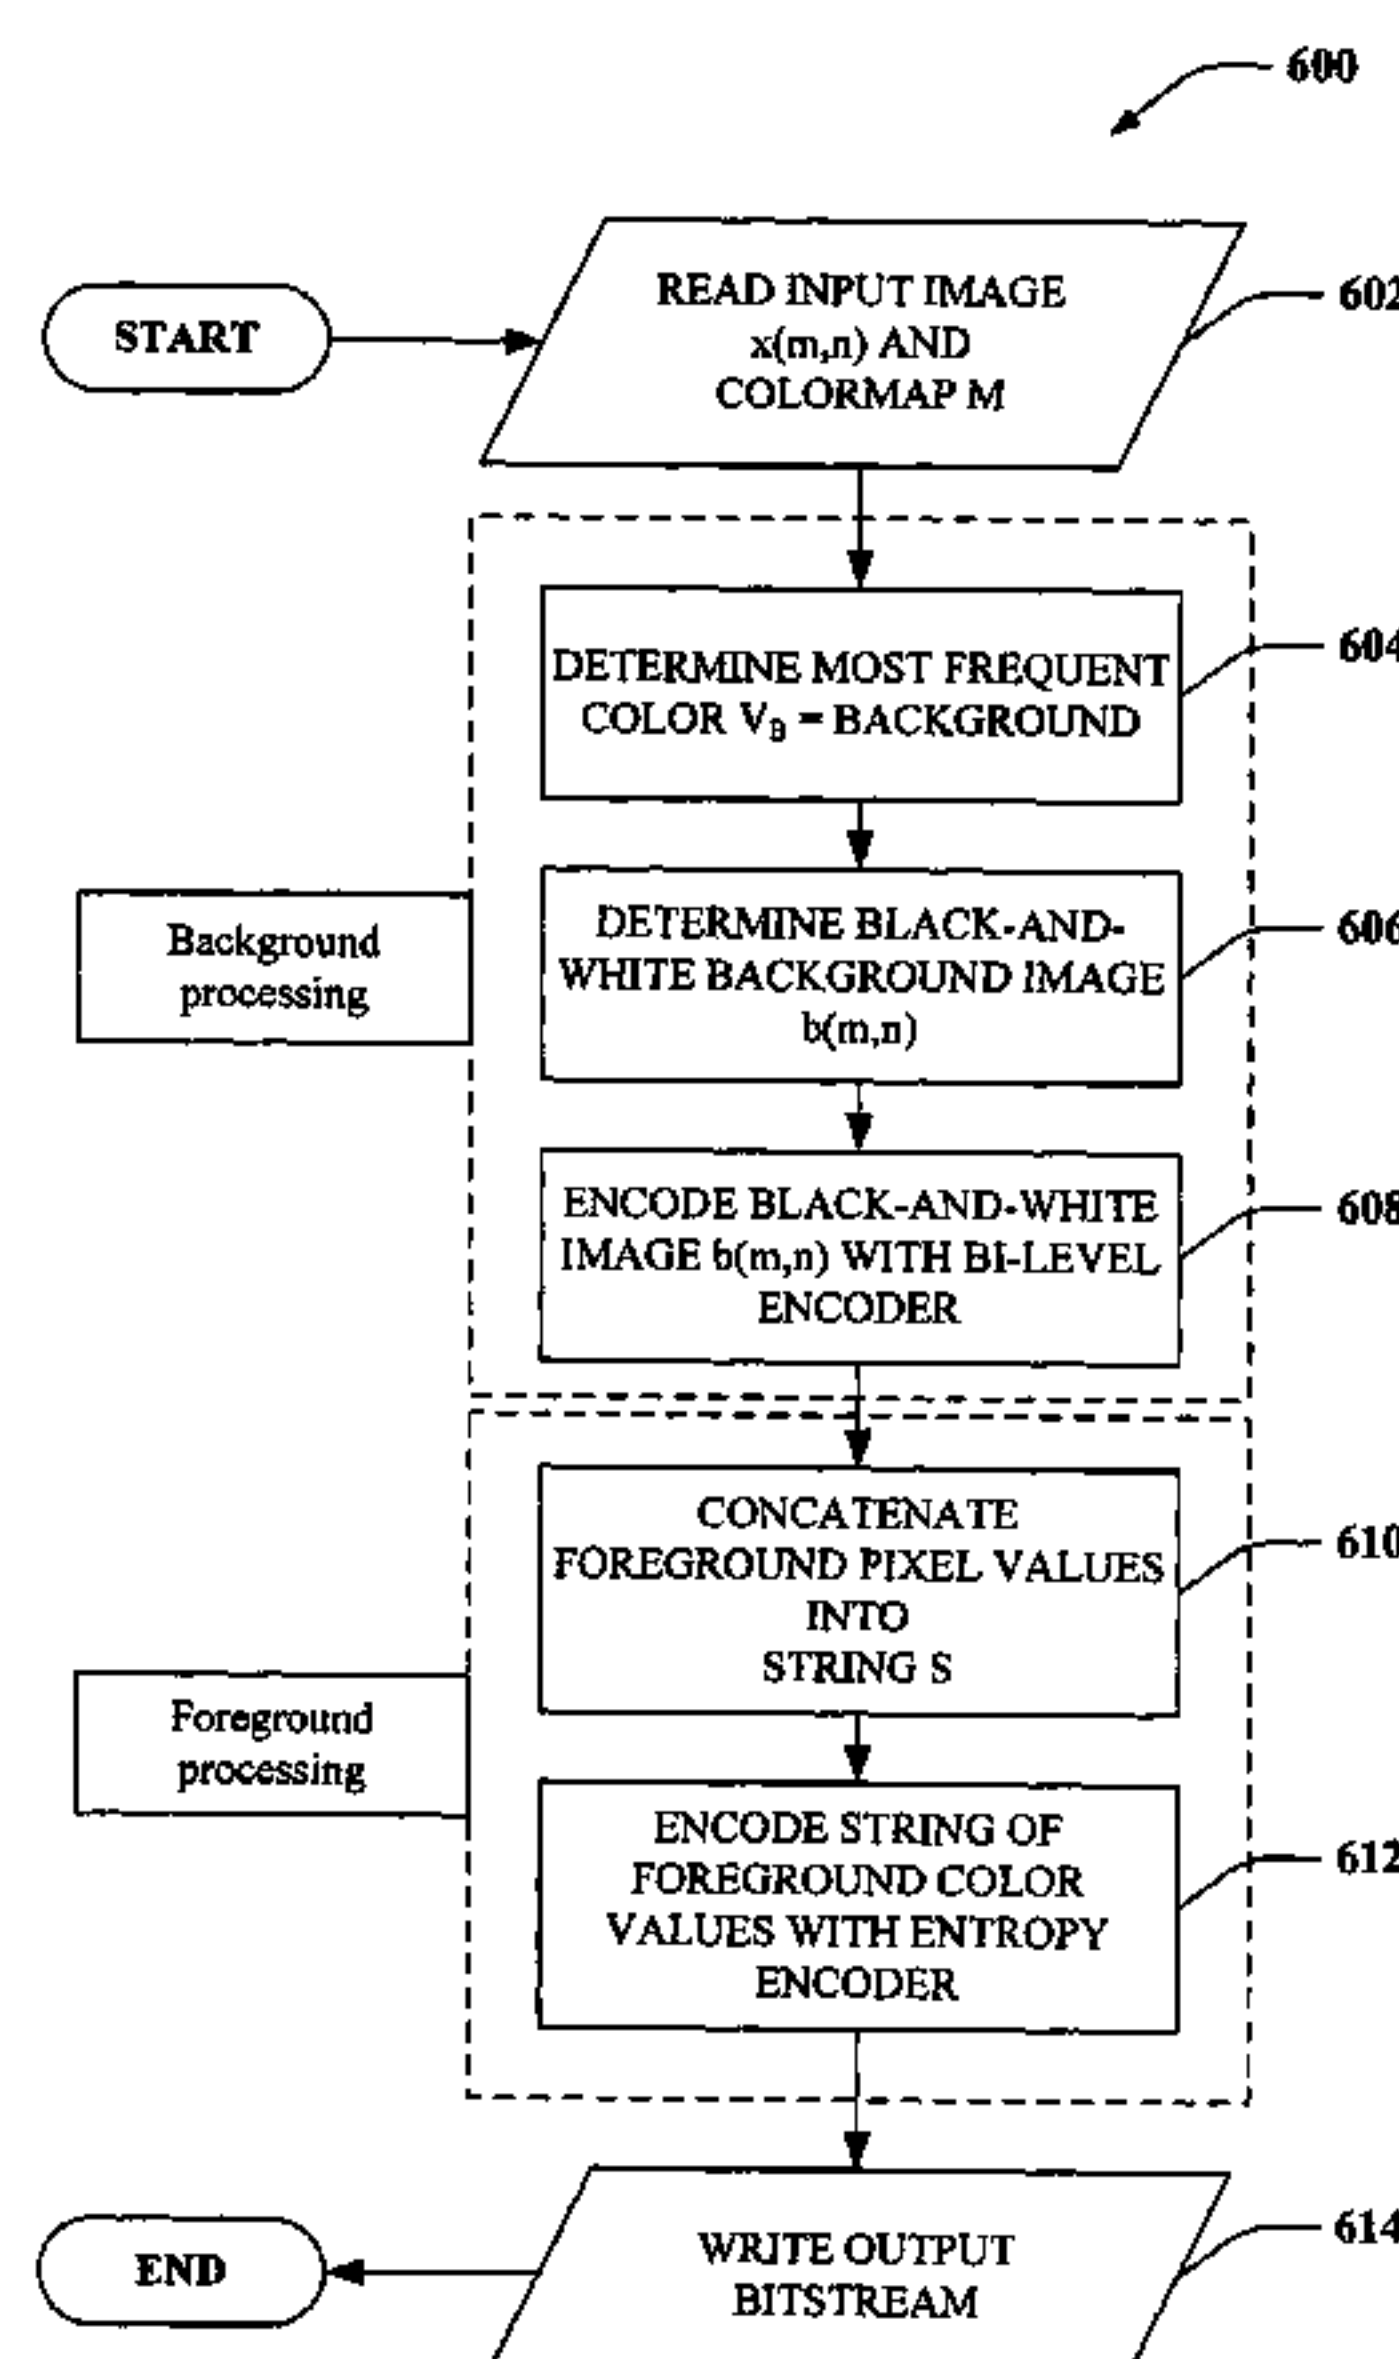 600
START
READ INPUT IMAGE
x(m,n) AND
COLORMAP M
602
DETERMINE MOST FREQUENT
COLOR V_B = BACKGROUND
604
Background
processing
DETERMINE BLACK-AND-
WHITE BACKGROUND IMAGE
b(m,n)
606
ENCODE BLACK-AND-WHITE
IMAGE b(m,n) WITH BI-LEVEL
ENCODER
608
CONCATENATE
FOREGROUND PIXEL VALUES
INTO
STRING S
610
Foreground
processing
ENCODE STRING OF
FOREGROUND COLOR
VALUES WITH ENTROPY
ENCODER
612
END
WRITE OUTPUT
BITSTREAM
614